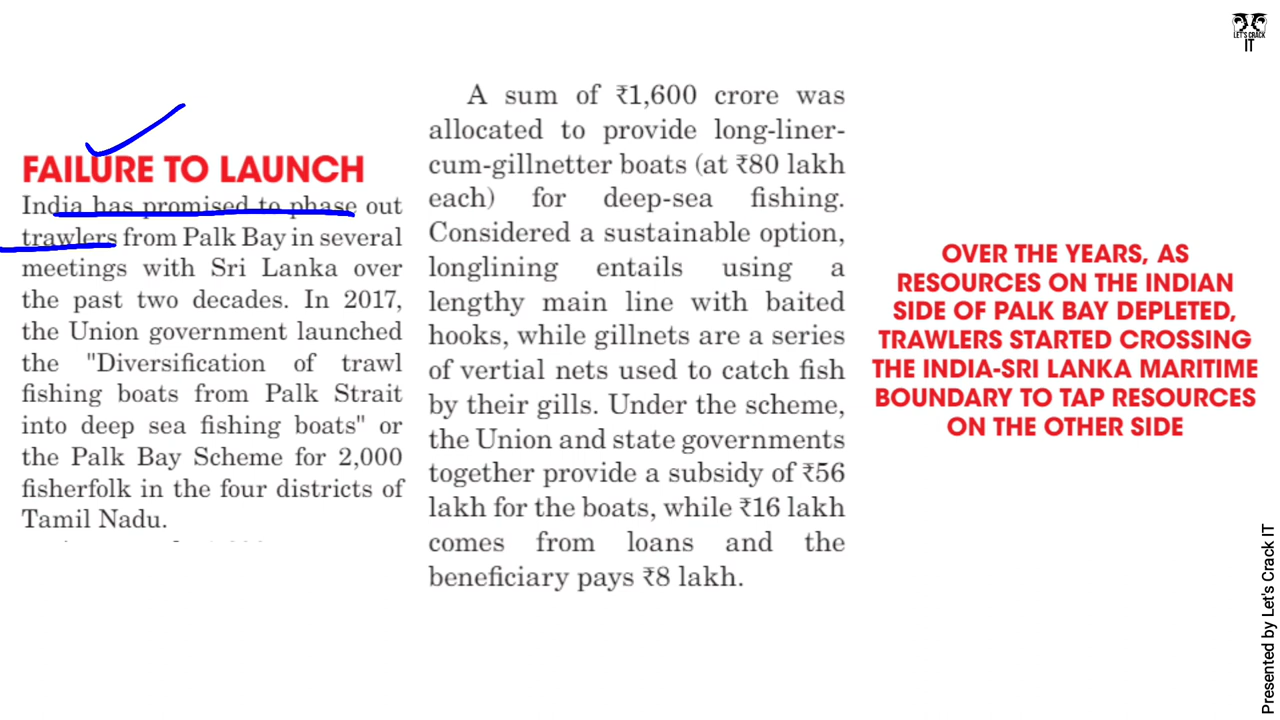 LET'S CRACK
IT
FAILURE TO LAUNCH
India has promised to phase out
trawlers from Palk Bay in several
meetings with Sri Lanka over
the past two decades. In 2017,
the Union government launched
the "Diversification of trawl
fishing boats from Palk Strait
into deep sea fishing boats" or
the Palk Bay Scheme for 2,000
fisherfolk in the four districts of
Tamil Nadu.
A sum of ₹1,600 crore was
allocated to provide long-liner-
cum-gillnetter boats (at ₹80 lakh
each) for deep-sea fishing.
Considered a sustainable option,
longlining entails using a
lengthy main line with baited
hooks, while gillnets are a series
of vertial nets used to catch fish
by their gills. Under the scheme,
the Union and state governments
together provide a subsidy of ₹56
lakh for the boats, while ₹16 lakh
comes from loans and the
beneficiary pays ₹8 lakh.
OVER THE YEARS, AS
RESOURCES ON THE INDIAN
SIDE OF PALK BAY DEPLETED,
TRAWLERS STARTED CROSSING
THE INDIA-SRI LANKA MARITIME
BOUNDARY TO TAP RESOURCES
ON THE OTHER SIDE
Presented by Let's Crack IT